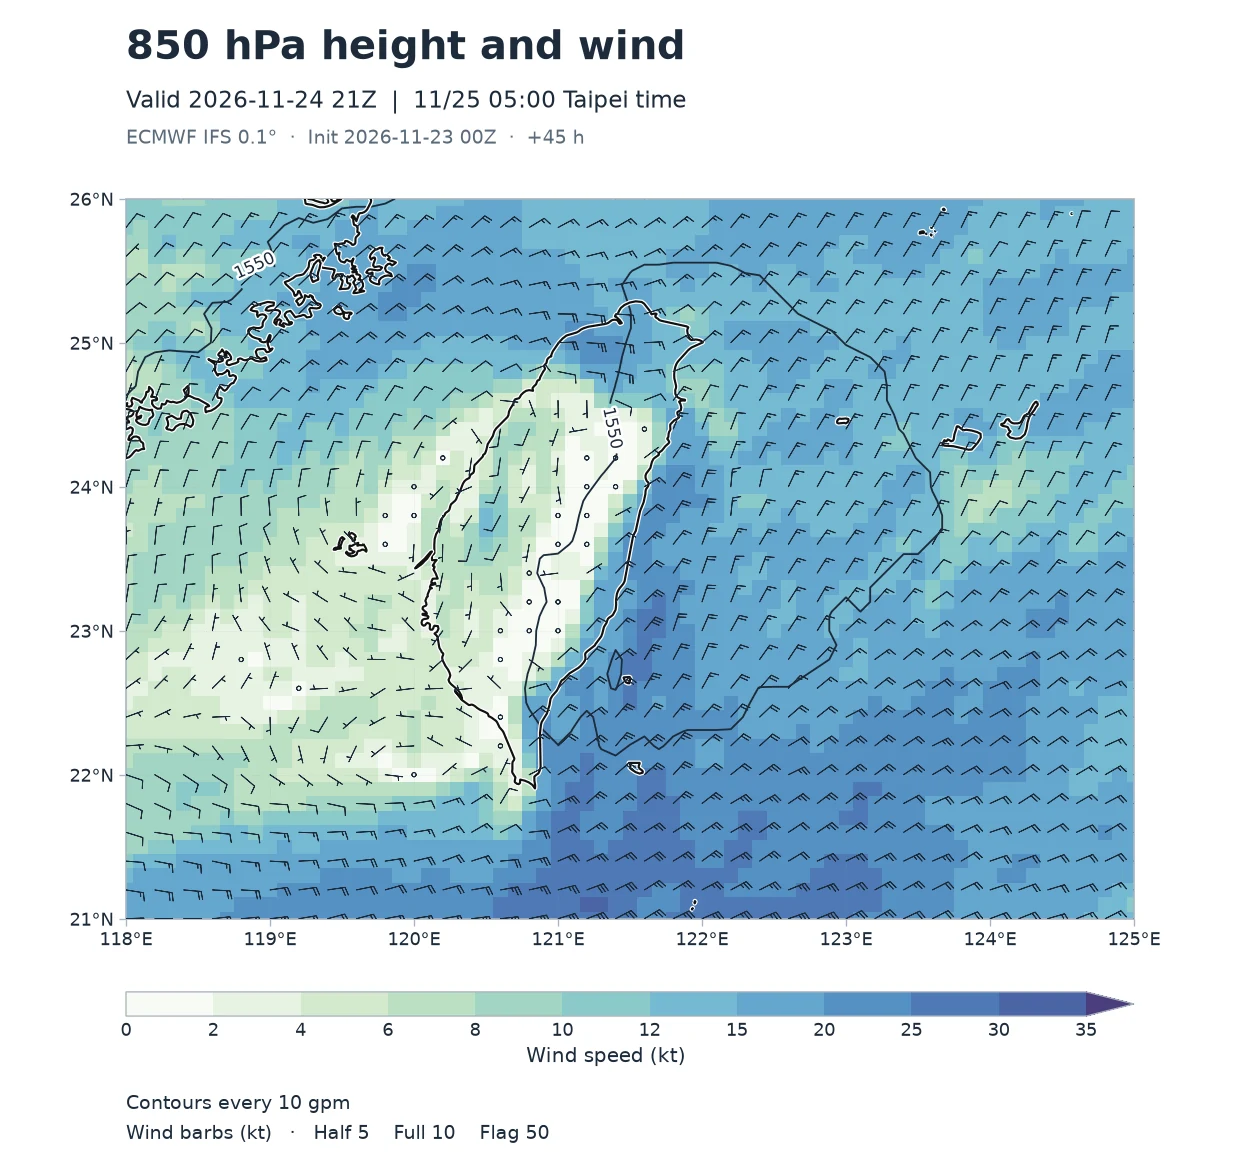 850 hPa height and wind
Valid 2026-11-24 21Z | 11/25 05:00 Taipei time
ECMWF IFS 0.1° · Init 2026-11-23 00Z · +45 h
26°N
1550
25°N
1550
24°N
23°N
22°N
21°N
118°E 119°E 120°E 121°E 122°E 123°E 124°E 125°E
0 2 4 6 8 10 12 15 20 25 30 35
Wind speed (kt)
Contours every 10 gpm
Wind barbs (kt) · Half 5 Full 10 Flag 50